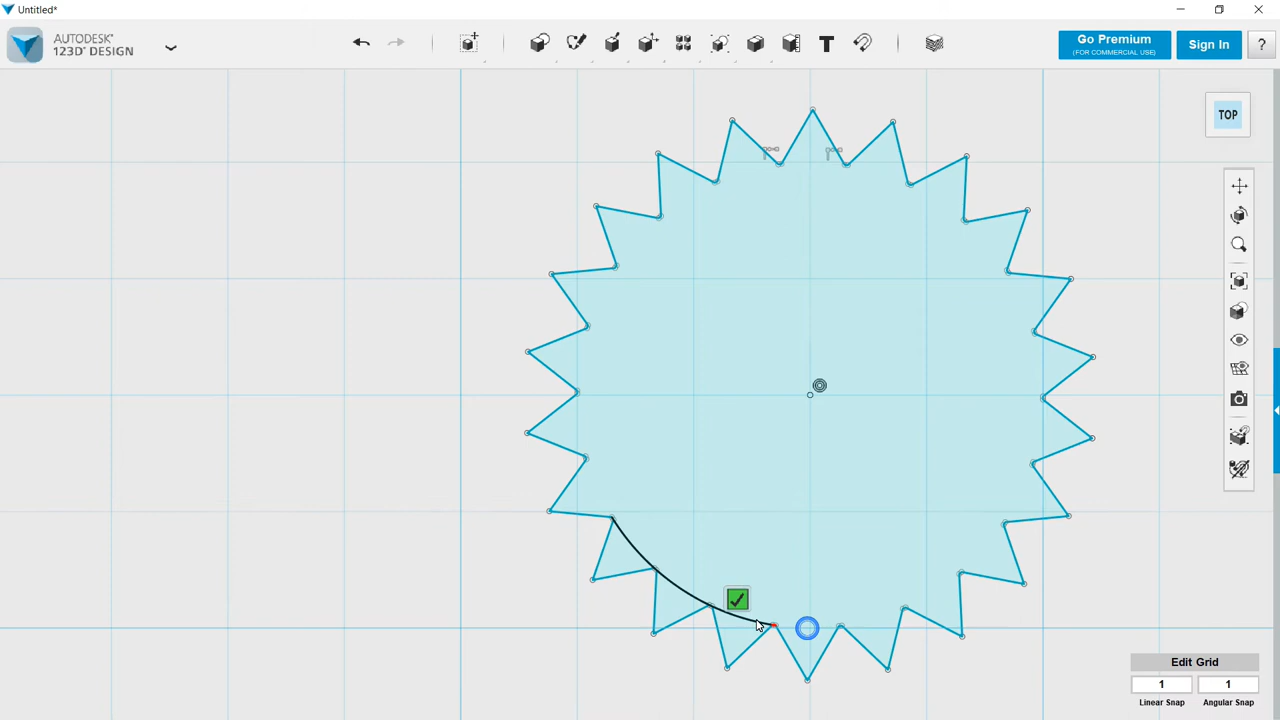 Untitled*
AUTODESK®
123D® DESIGN
T
Go Premium
(FOR COMMERCIAL USE)
Sign In
?
TOP
Edit Grid
1 1
Linear Snap Angular Snap